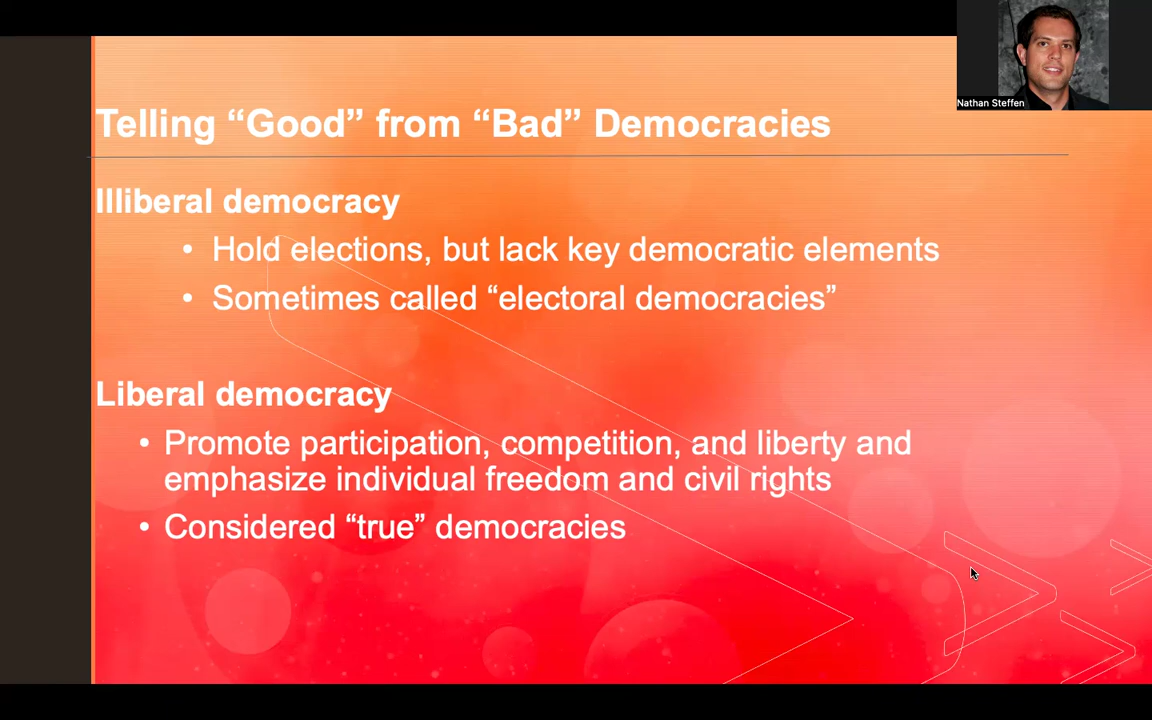 Nathan Steffen
Telling “Good” from “Bad” Democracies
Illiberal democracy
• Hold elections, but lack key democratic elements
• Sometimes called “electoral democracies”
Liberal democracy
• Promote participation, competition, and liberty and
emphasize individual freedom and civil rights
• Considered “true” democracies